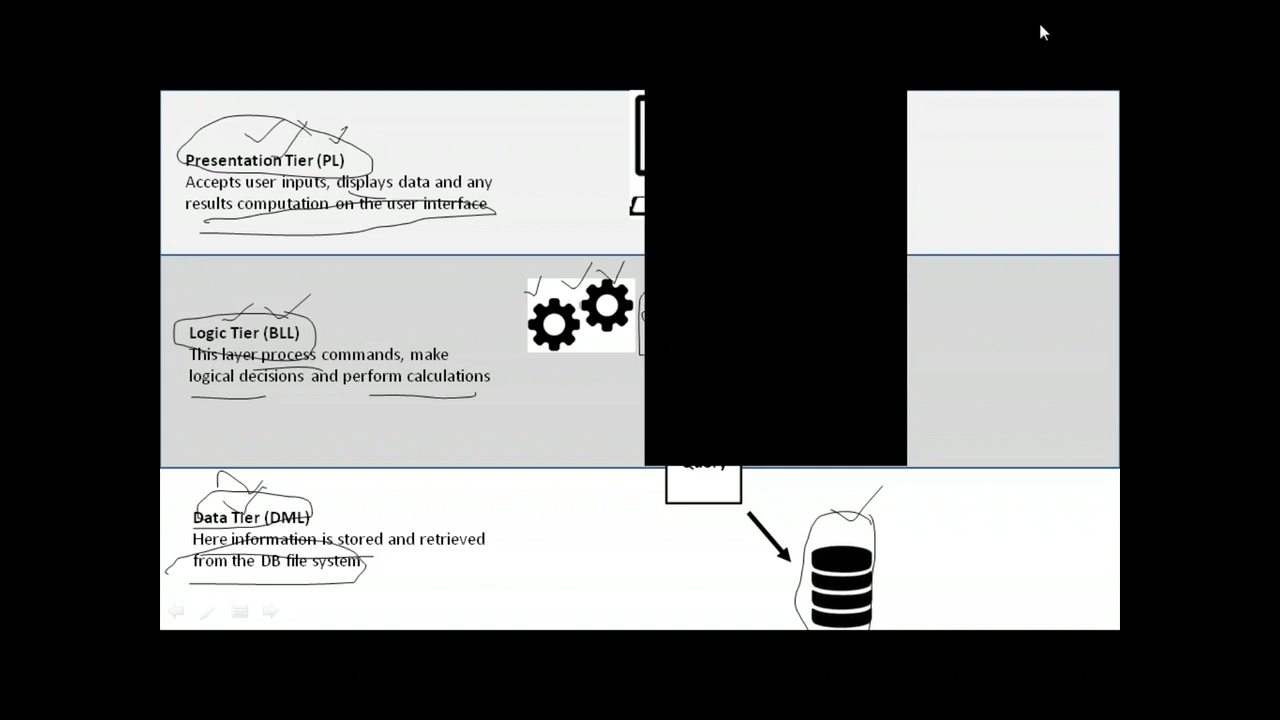 Presentation Tier (PL)
Accepts user inputs, displays data and any
results computation on the user interface
Logic Tier (BLL)
This layer process commands, make
logical decisions and perform calculations
Query
Data Tier (DML)
Here information is stored and retrieved
from the DB file system